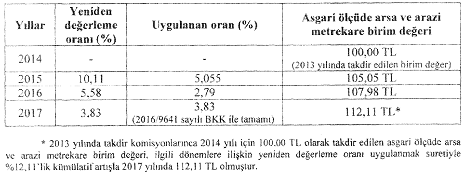 Yıllar
Yeniden
değerleme
oranı (%)
Uygulanan oran (%)
Asgari ölçüde arsa ve arazi
metrekare birim değeri
2014
-
-
100,00 TL
(2013 yılında takdir edilen birim değer)
2015
10,11
5,055
105,05 TL
2016
5,58
2,79
107,98 TL
2017
3,83
3,83
(2016/9641 sayılı BKK ile tamamı)
112,11 TL*
* 2013 yılında takdir komisyonlarınca 2014 yılı için 100.00 TL olarak takdir edilen asgari ölçüde arsa
ve arazi metrekare birim değeri, ilgili dönemlere ilişkin yeniden değerleme oranı uygulanmak suretiyle
%12,11'lik kümülatif artışla 2017 yılında 112,11 TL olmuştur.